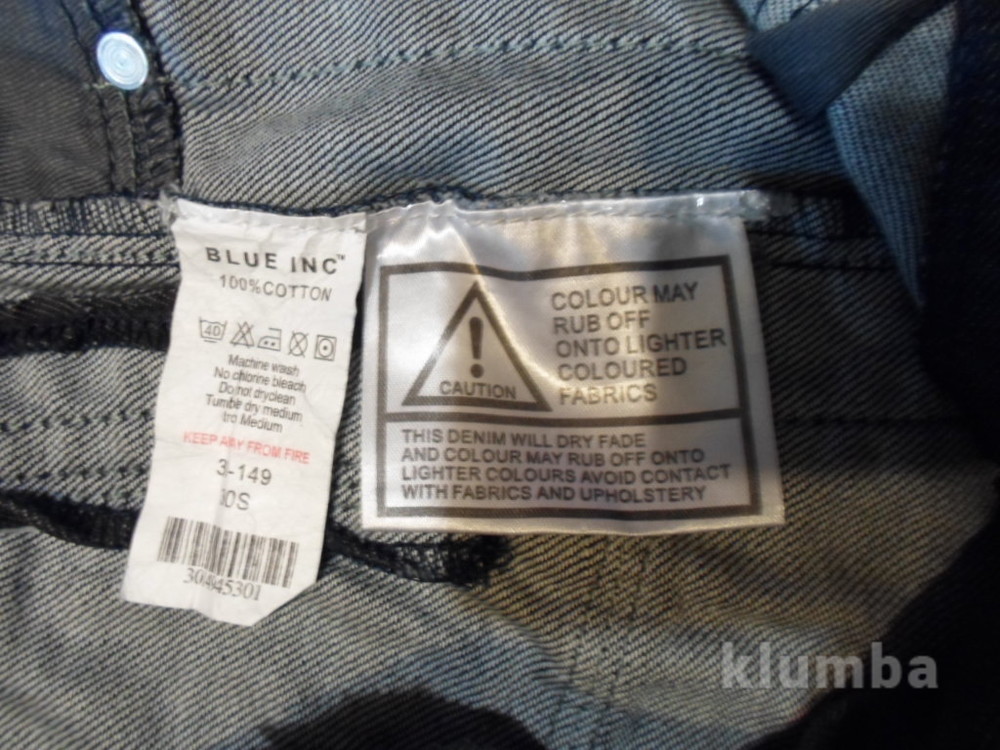 BLUE INC™
100%COTTON
40
Machine wash
No chlorine bleach
Do not dryclean
Tumble dry medium
Iro Medium
KEEP AWAY FROM FIRE
3-149
10S
COLOUR MAY
RUB OFF
ONTO LIGHTER
COLOURED
FABRICS
CAUTION
THIS DENIM WILL DRY FADE
AND COLOUR MAY RUB OFF ONTO
LIGHTER COLOURS AVOID CONTACT
WITH FABRICS AND UPHOLSTERY
klumba